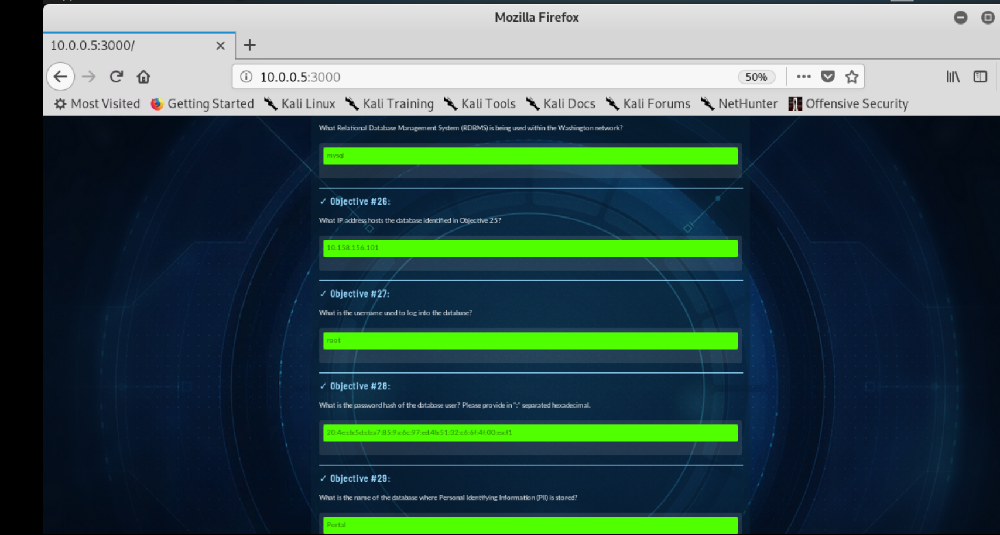 Mozilla Firefox
10.0.0.5:3000/
10.0.0.5:3000
50%
Most Visited Getting Started Kali Linux Kali Training Kali Tools Kali Docs Kali Forums NetHunter Offensive Security
What Relational Database Management System (RDBMS) is being used within the Washington network?
mysql
✓ Objective #26:
What IP address hosts the database identified in Objective 25?
10.158.156.101
✓ Objective #27:
What is the username used to log into the database?
root
✓ Objective #28:
What is the password hash of the database user? Please provide in ":" separated hexadecimal.
20:4e:cb:5d:cb:a7:85:9a:6c:97:ed:4b:51:32:c6:6f:4f:00:ea:f1
✓ Objective #29:
What is the name of the database where Personal Identifying Information (PII) is stored?
Portal